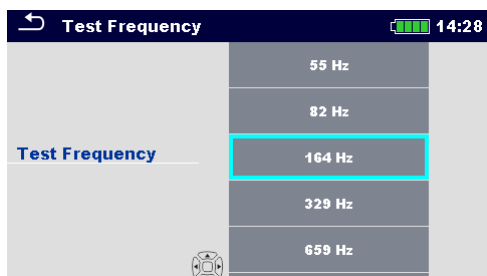 Test Frequency 14:28
55 Hz
82 Hz
Test Frequency
164 Hz
329 Hz
659 Hz